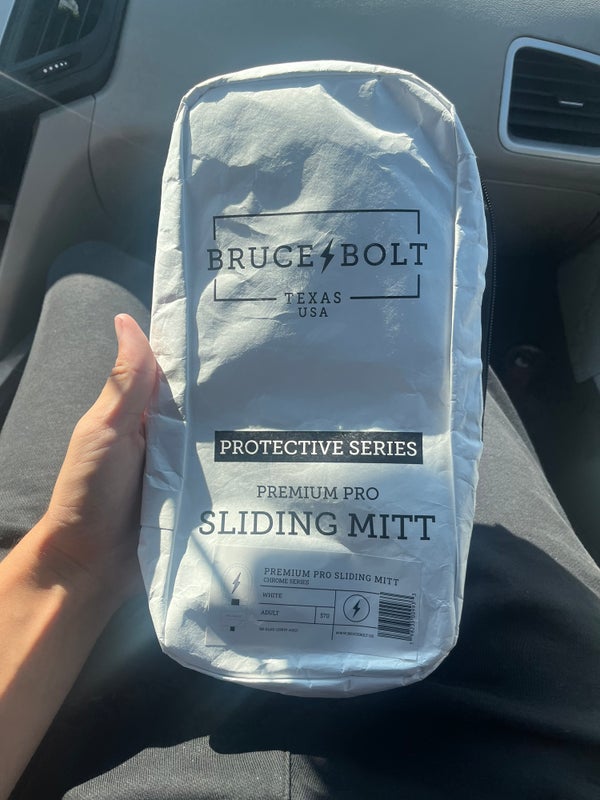 BRUCE BOLT
TEXAS
USA
PROTECTIVE SERIES
PREMIUM PRO
SLIDING MITT
PREMIUM PRO SLIDING MITT
CHROME SERIES
WHITE
ADULT